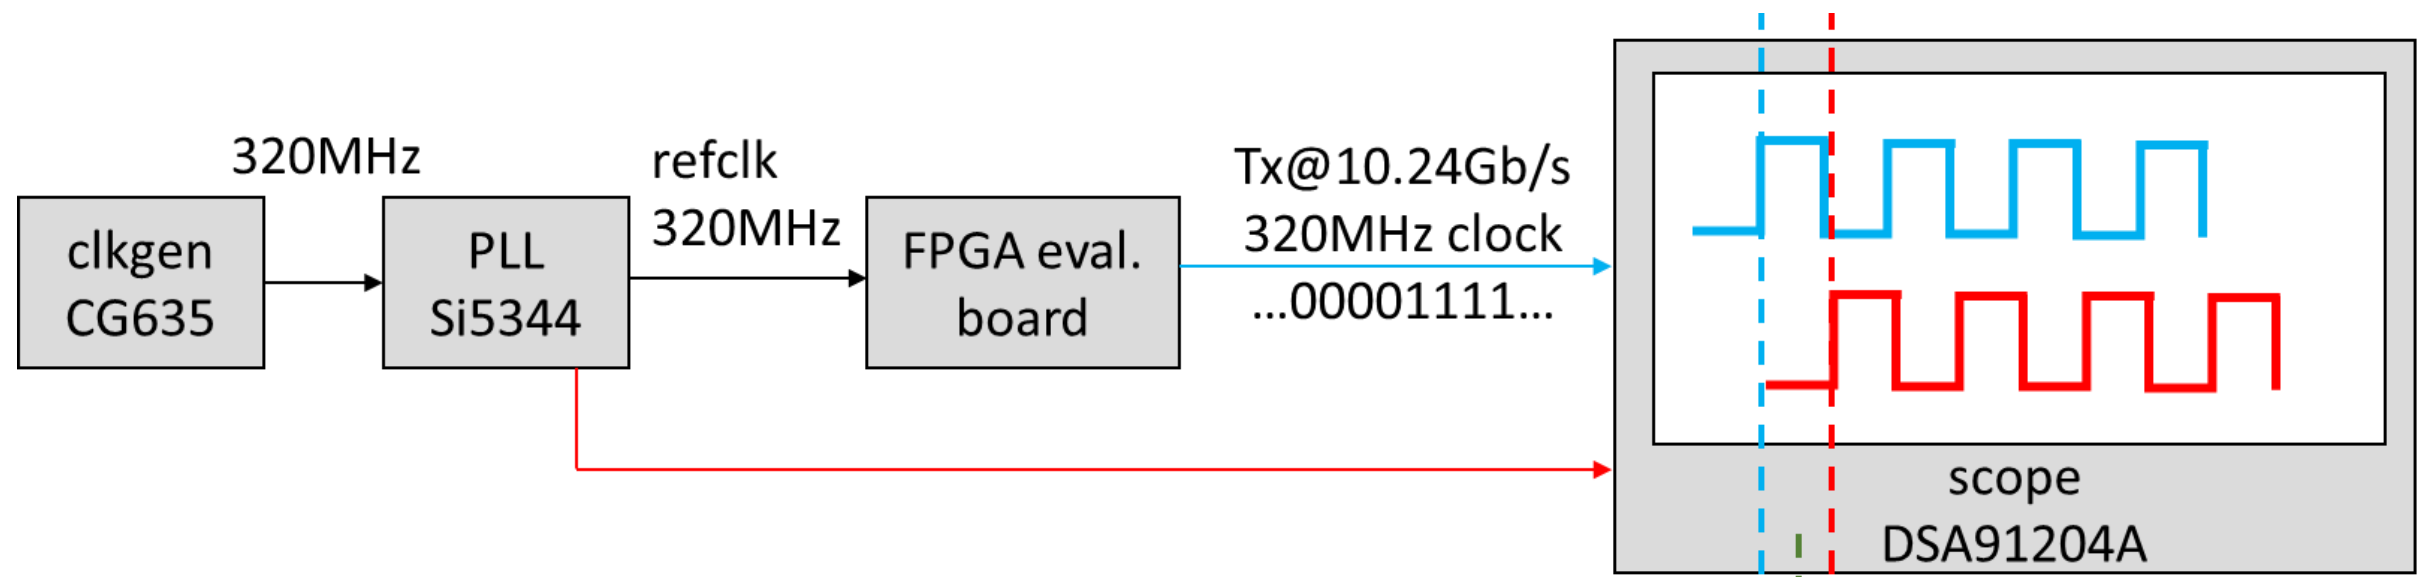 320MHz
clkgen
CG635
PLL
Si5344
refclk
320MHz
FPGA eval.
board
Tx@10.24Gb/s
320MHz clock
...00001111...
scope
DSA91204A